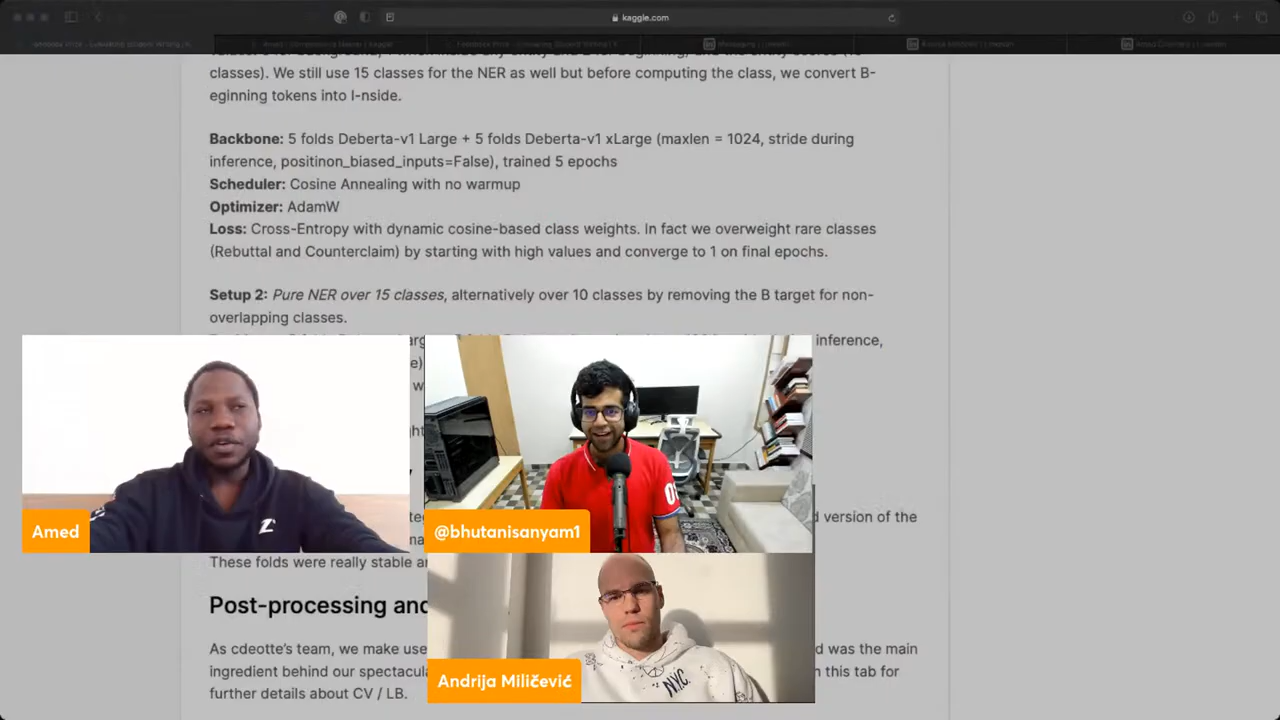 kaggle.com
classes). We still use 15 classes for the NER as well but before computing the class, we convert B-
eginning tokens into I-nside.
Backbone: 5 folds Deberta-v1 Large + 5 folds Deberta-v1 xLarge (maxlen = 1024, stride during
inference, positinon_biased_inputs=False), trained 5 epochs
Scheduler: Cosine Annealing with no warmup
Optimizer: AdamW
Loss: Cross-Entropy with dynamic cosine-based class weights. In fact we overweight rare classes
(Rebuttal and Counterclaim) by starting with high values and converge to 1 on final epochs.
Setup 2: Pure NER over 15 classes, alternatively over 10 classes by removing the B target for non-
overlapping classes.
inference,
version of the
These folds were really stable
Post-processing and
As cdeotte's team, we make use
d was the main
ingredient behind our spectacula
n this tab for
further details about CV / LB.
Amed
@bhutanisanyam1
Andrija Miličević
N.Y.C.